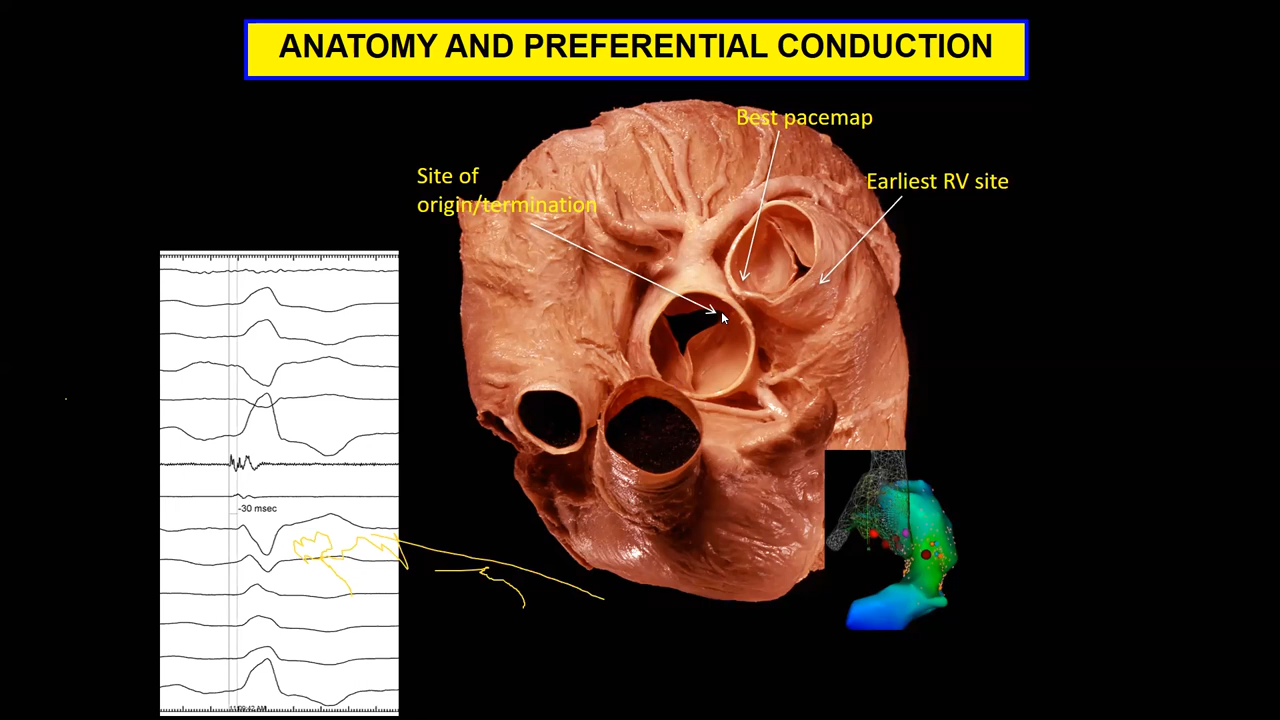 ANATOMY AND PREFERENTIAL CONDUCTION
Best pacemap
Site of
origin/termination
Earliest RV site
-30 msec